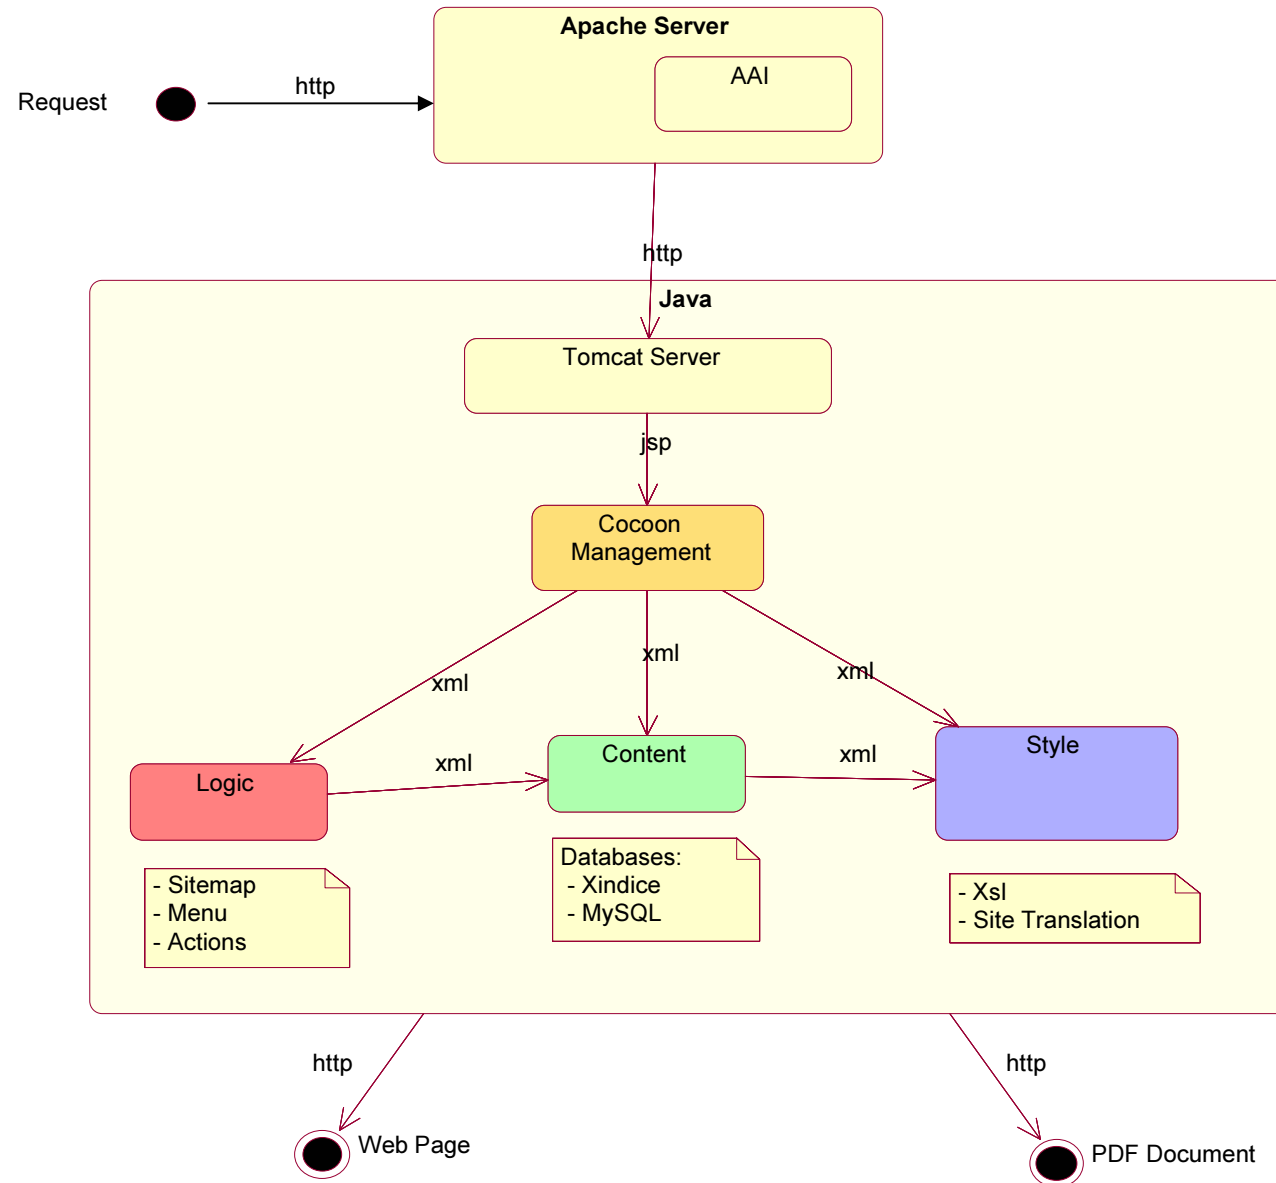 Apache Server
AAI
Request
http
http
Java
Tomcat Server
jsp
Cocoon
Management
xml
xml
xml
Logic
xml
Content
xml
Style
- Sitemap
- Menu
- Actions
Databases:
- Xindice
- MySQL
- Xsl
- Site Translation
http
http
Web Page
PDF Document